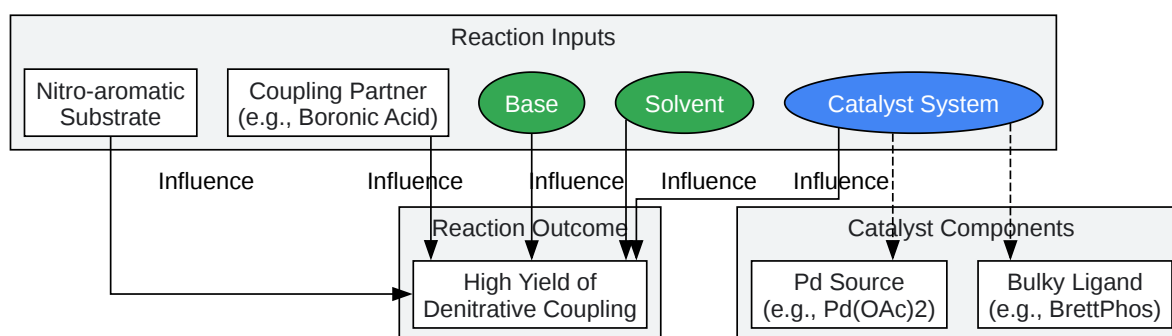 Reaction Inputs
Nitro-aromatic
Substrate
Coupling Partner
(e.g., Boronic Acid)
Base
Solvent
Catalyst System
Influence
Influence
Influence
Influence
Influence
Reaction Outcome
Catalyst Components
High Yield of
Denitrative Coupling
Pd Source
(e.g., Pd(OAc)2)
Bulky Ligand
(e.g., BrettPhos)